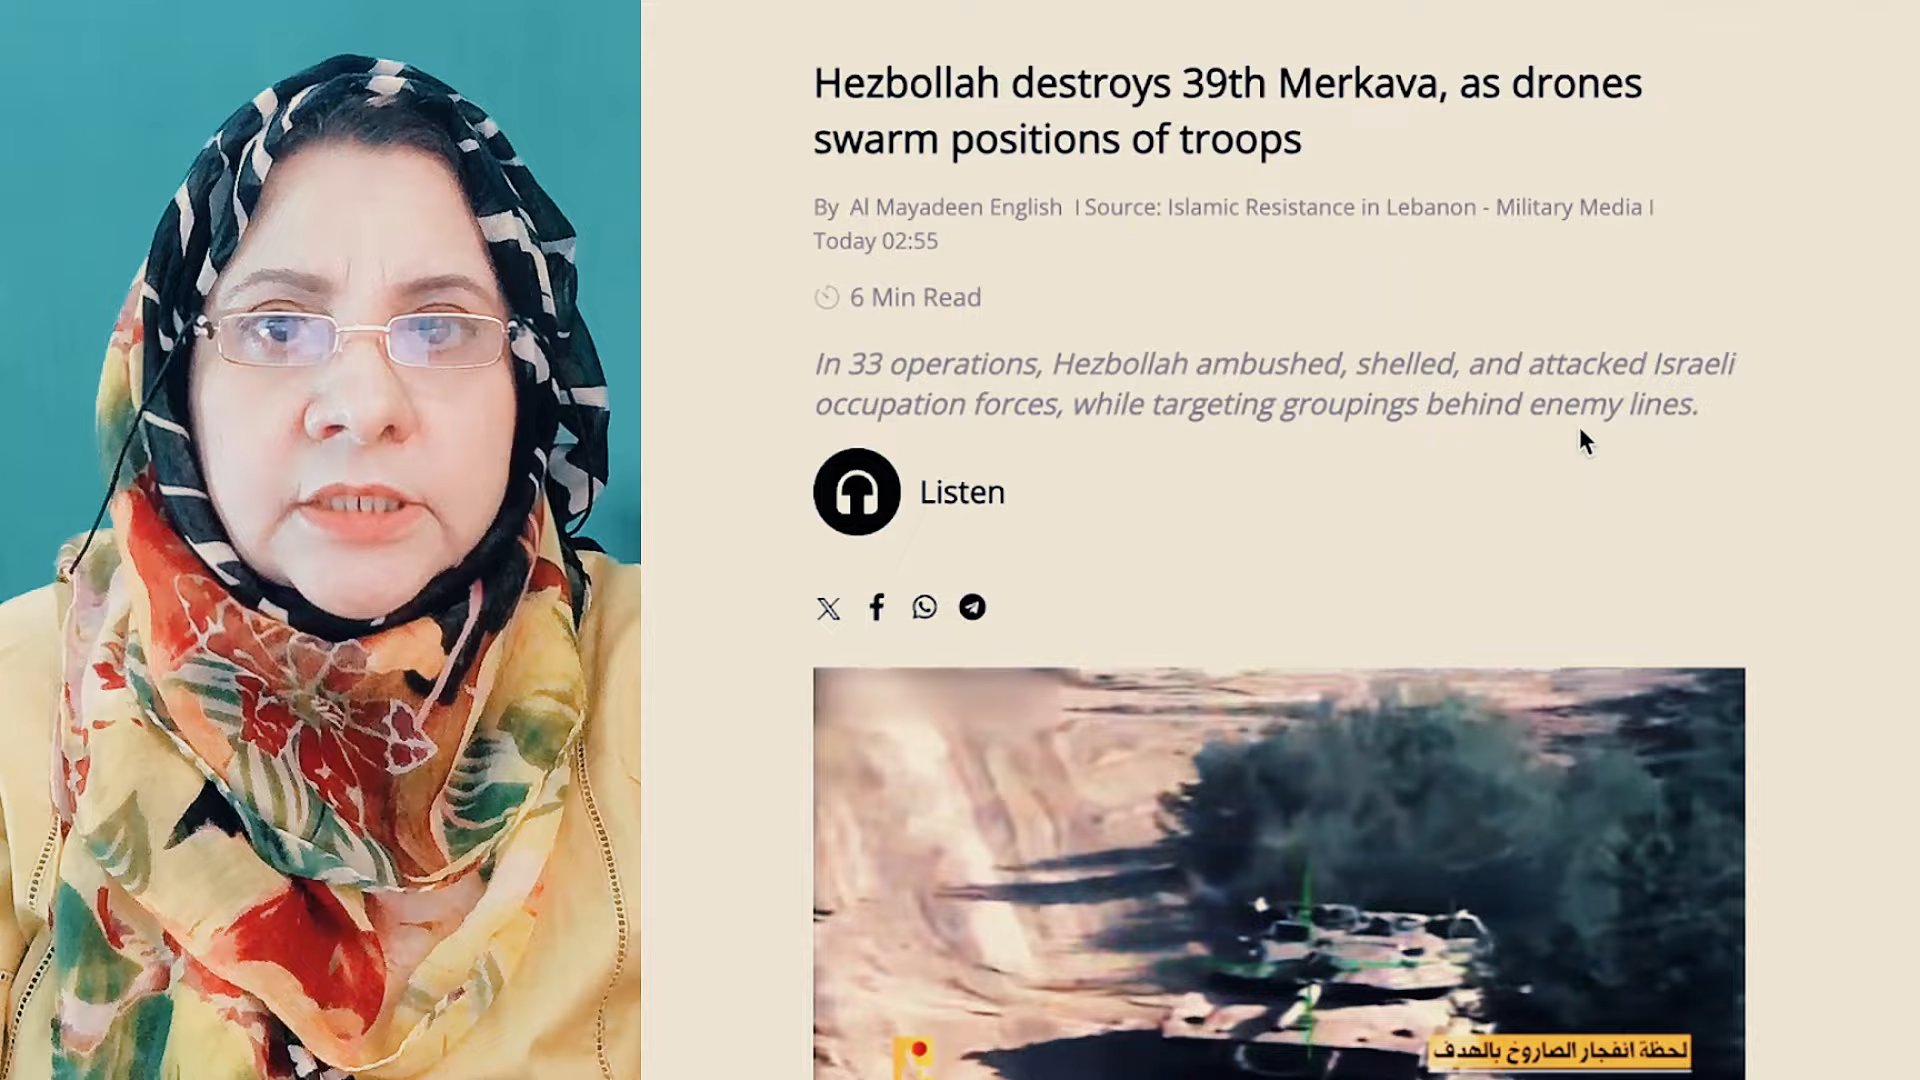 Hezbollah destroys 39th Merkava, as drones
swarm positions of troops
By Al Mayadeen English | Source: Islamic Resistance in Lebanon - Military Media |
Today 02:55
6 Min Read
In 33 operations, Hezbollah ambushed, shelled, and attacked Israeli
occupation forces, while targeting groupings behind enemy lines.
Listen
لحظة انفجار الصاروخ بالهدف